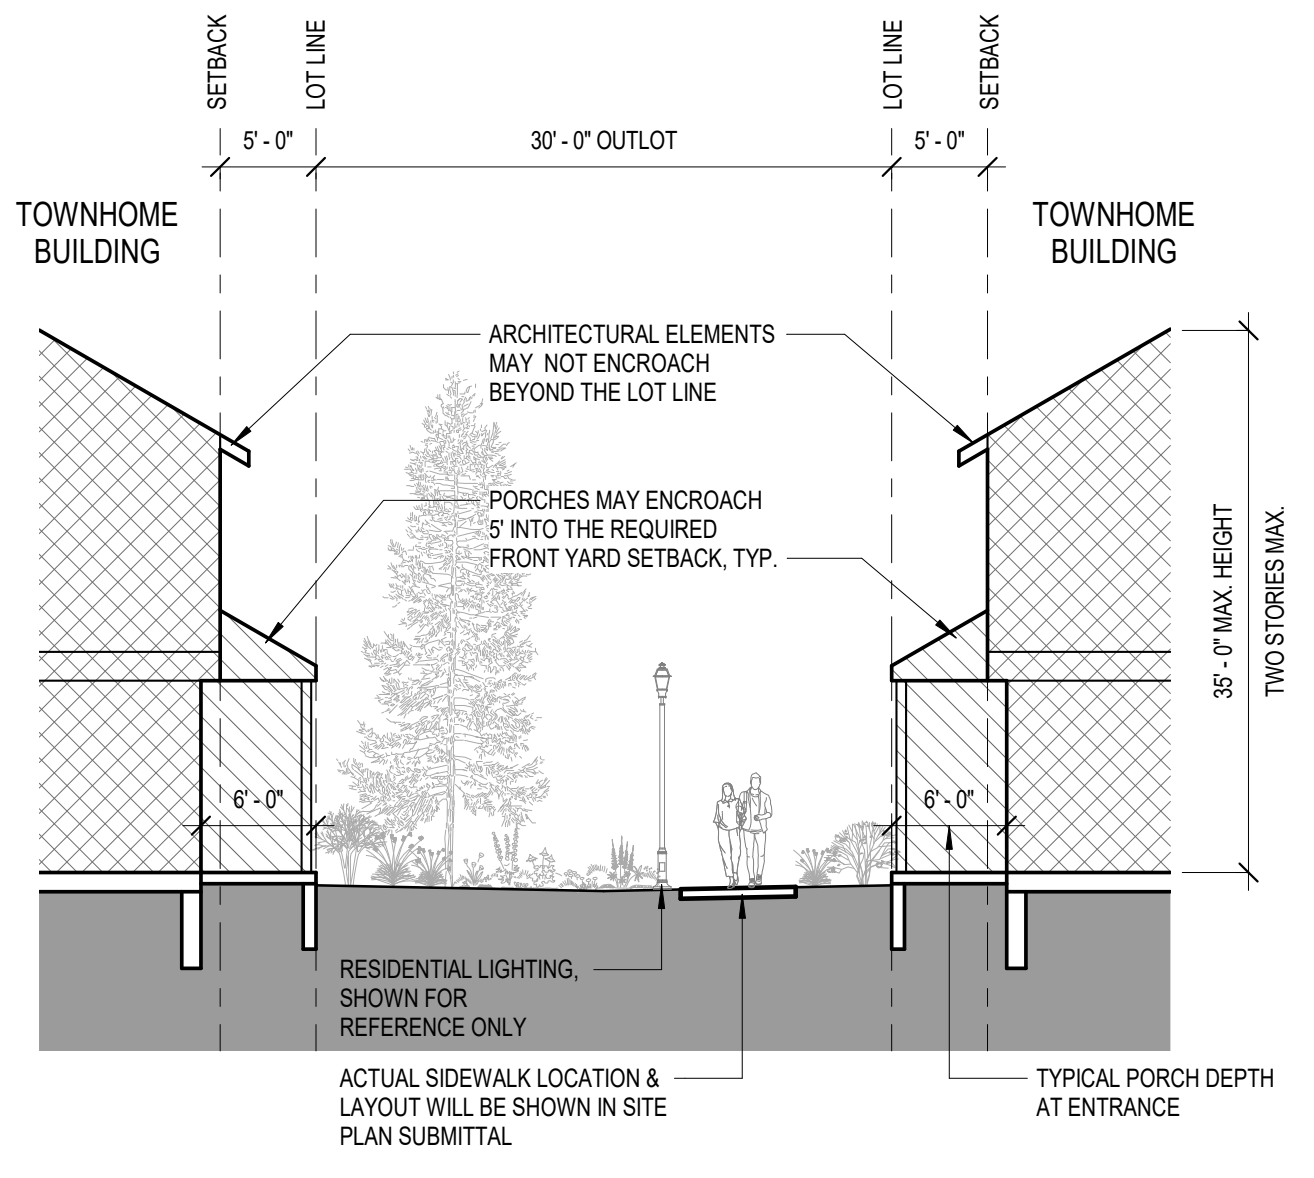 SETBACK
LOT LINE
LOT LINE
SETBACK
5' - 0"
30' - 0" OUTLOT
5' - 0"
TOWNHOME
BUILDING
TOWNHOME
BUILDING
ARCHITECTURAL ELEMENTS
MAY NOT ENCROACH
BEYOND THE LOT LINE
PORCHES MAY ENCROACH
5' INTO THE REQUIRED
FRONT YARD SETBACK, TYP.
35' - 0" MAX. HEIGHT
TWO STORIES MAX.
6' - 0"
6' - 0"
RESIDENTIAL LIGHTING,
SHOWN FOR
REFERENCE ONLY
ACTUAL SIDEWALK LOCATION &
LAYOUT WILL BE SHOWN IN SITE
PLAN SUBMITTAL
TYPICAL PORCH DEPTH
AT ENTRANCE